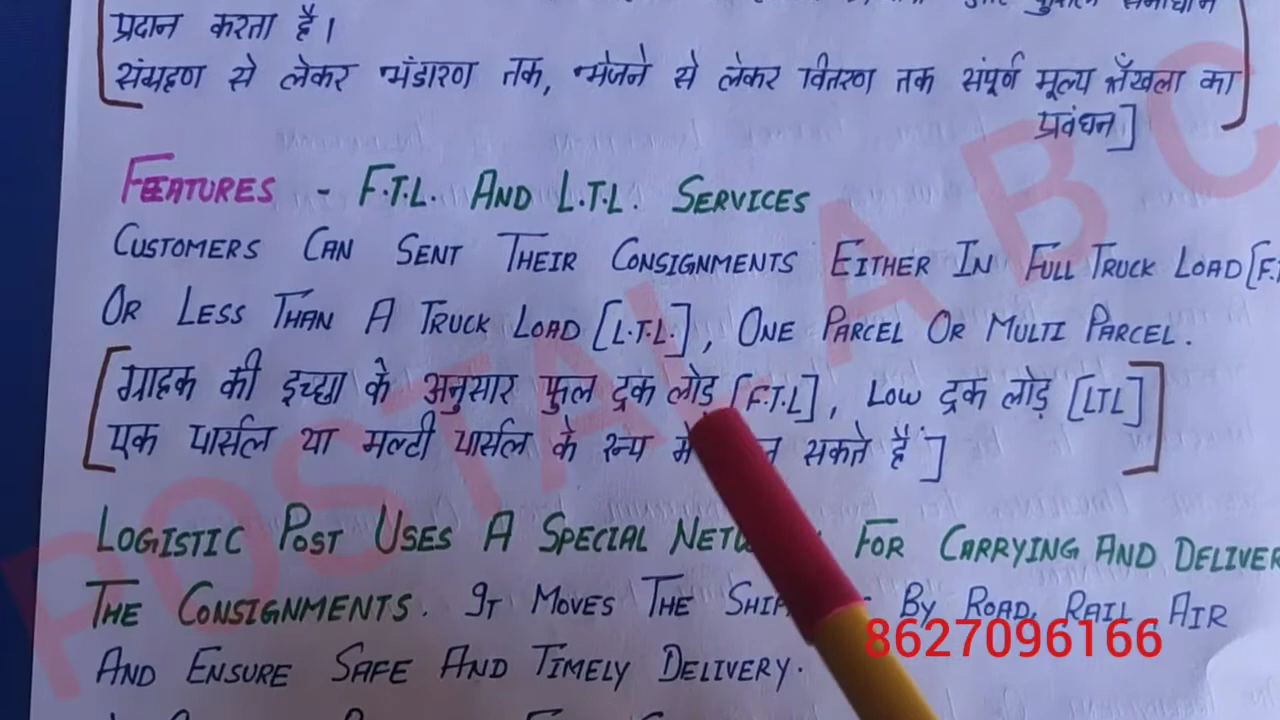 समाधान
प्रदान करता है।
संग्रहण से लेकर भंडारण तक, भेजने से लेकर वितरण तक संपूर्ण मूल्य श्रृंखला का
प्रबंधन]
FEATURES - F.T.L. AND L.T.L. SERVICES
CUSTOMERS CAN SENT THEIR CONSIGNMENTS EITHER IN FULL TRUCK LOAD [F.
OR LESS THAN A TRUCK LOAD [L.T.L.], ONE PARCEL OR MULTI PARCEL.
[ग्राहक की इच्छा के अनुसार फुल ट्रक लोड़ [F.T.L], LOW ट्रक लोड़ [LTL]
एक पार्सल या मल्टी पार्सल के रूप में सकते हैं]
LOGISTIC POST USES A SPECIAL FOR CARRYING AND DELIVER
THE CONSIGNMENTS. IT MOVES THE BY ROAD, RAIL, AIR
AND ENSURE SAFE AND TIMELY DELIVERY.
POSTAL ABC
8627096166